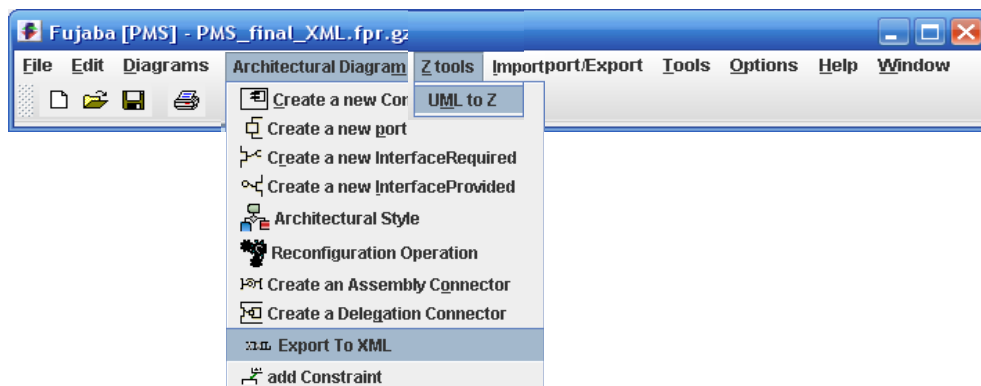 Fujaba [PMS] - PMS_final_XML.fpr.gz
File Edit Diagrams Architectural Diagram Z tools Importport/Export Tools Options Help Window
Create a new Cor
UML to Z
Create a new port
Create a new InterfaceRequired
Create a new InterfaceProvided
Architectural Style
Reconfiguration Operation
Create an Assembly Connector
Create a Delegation Connector
Export To XML
add Constraint